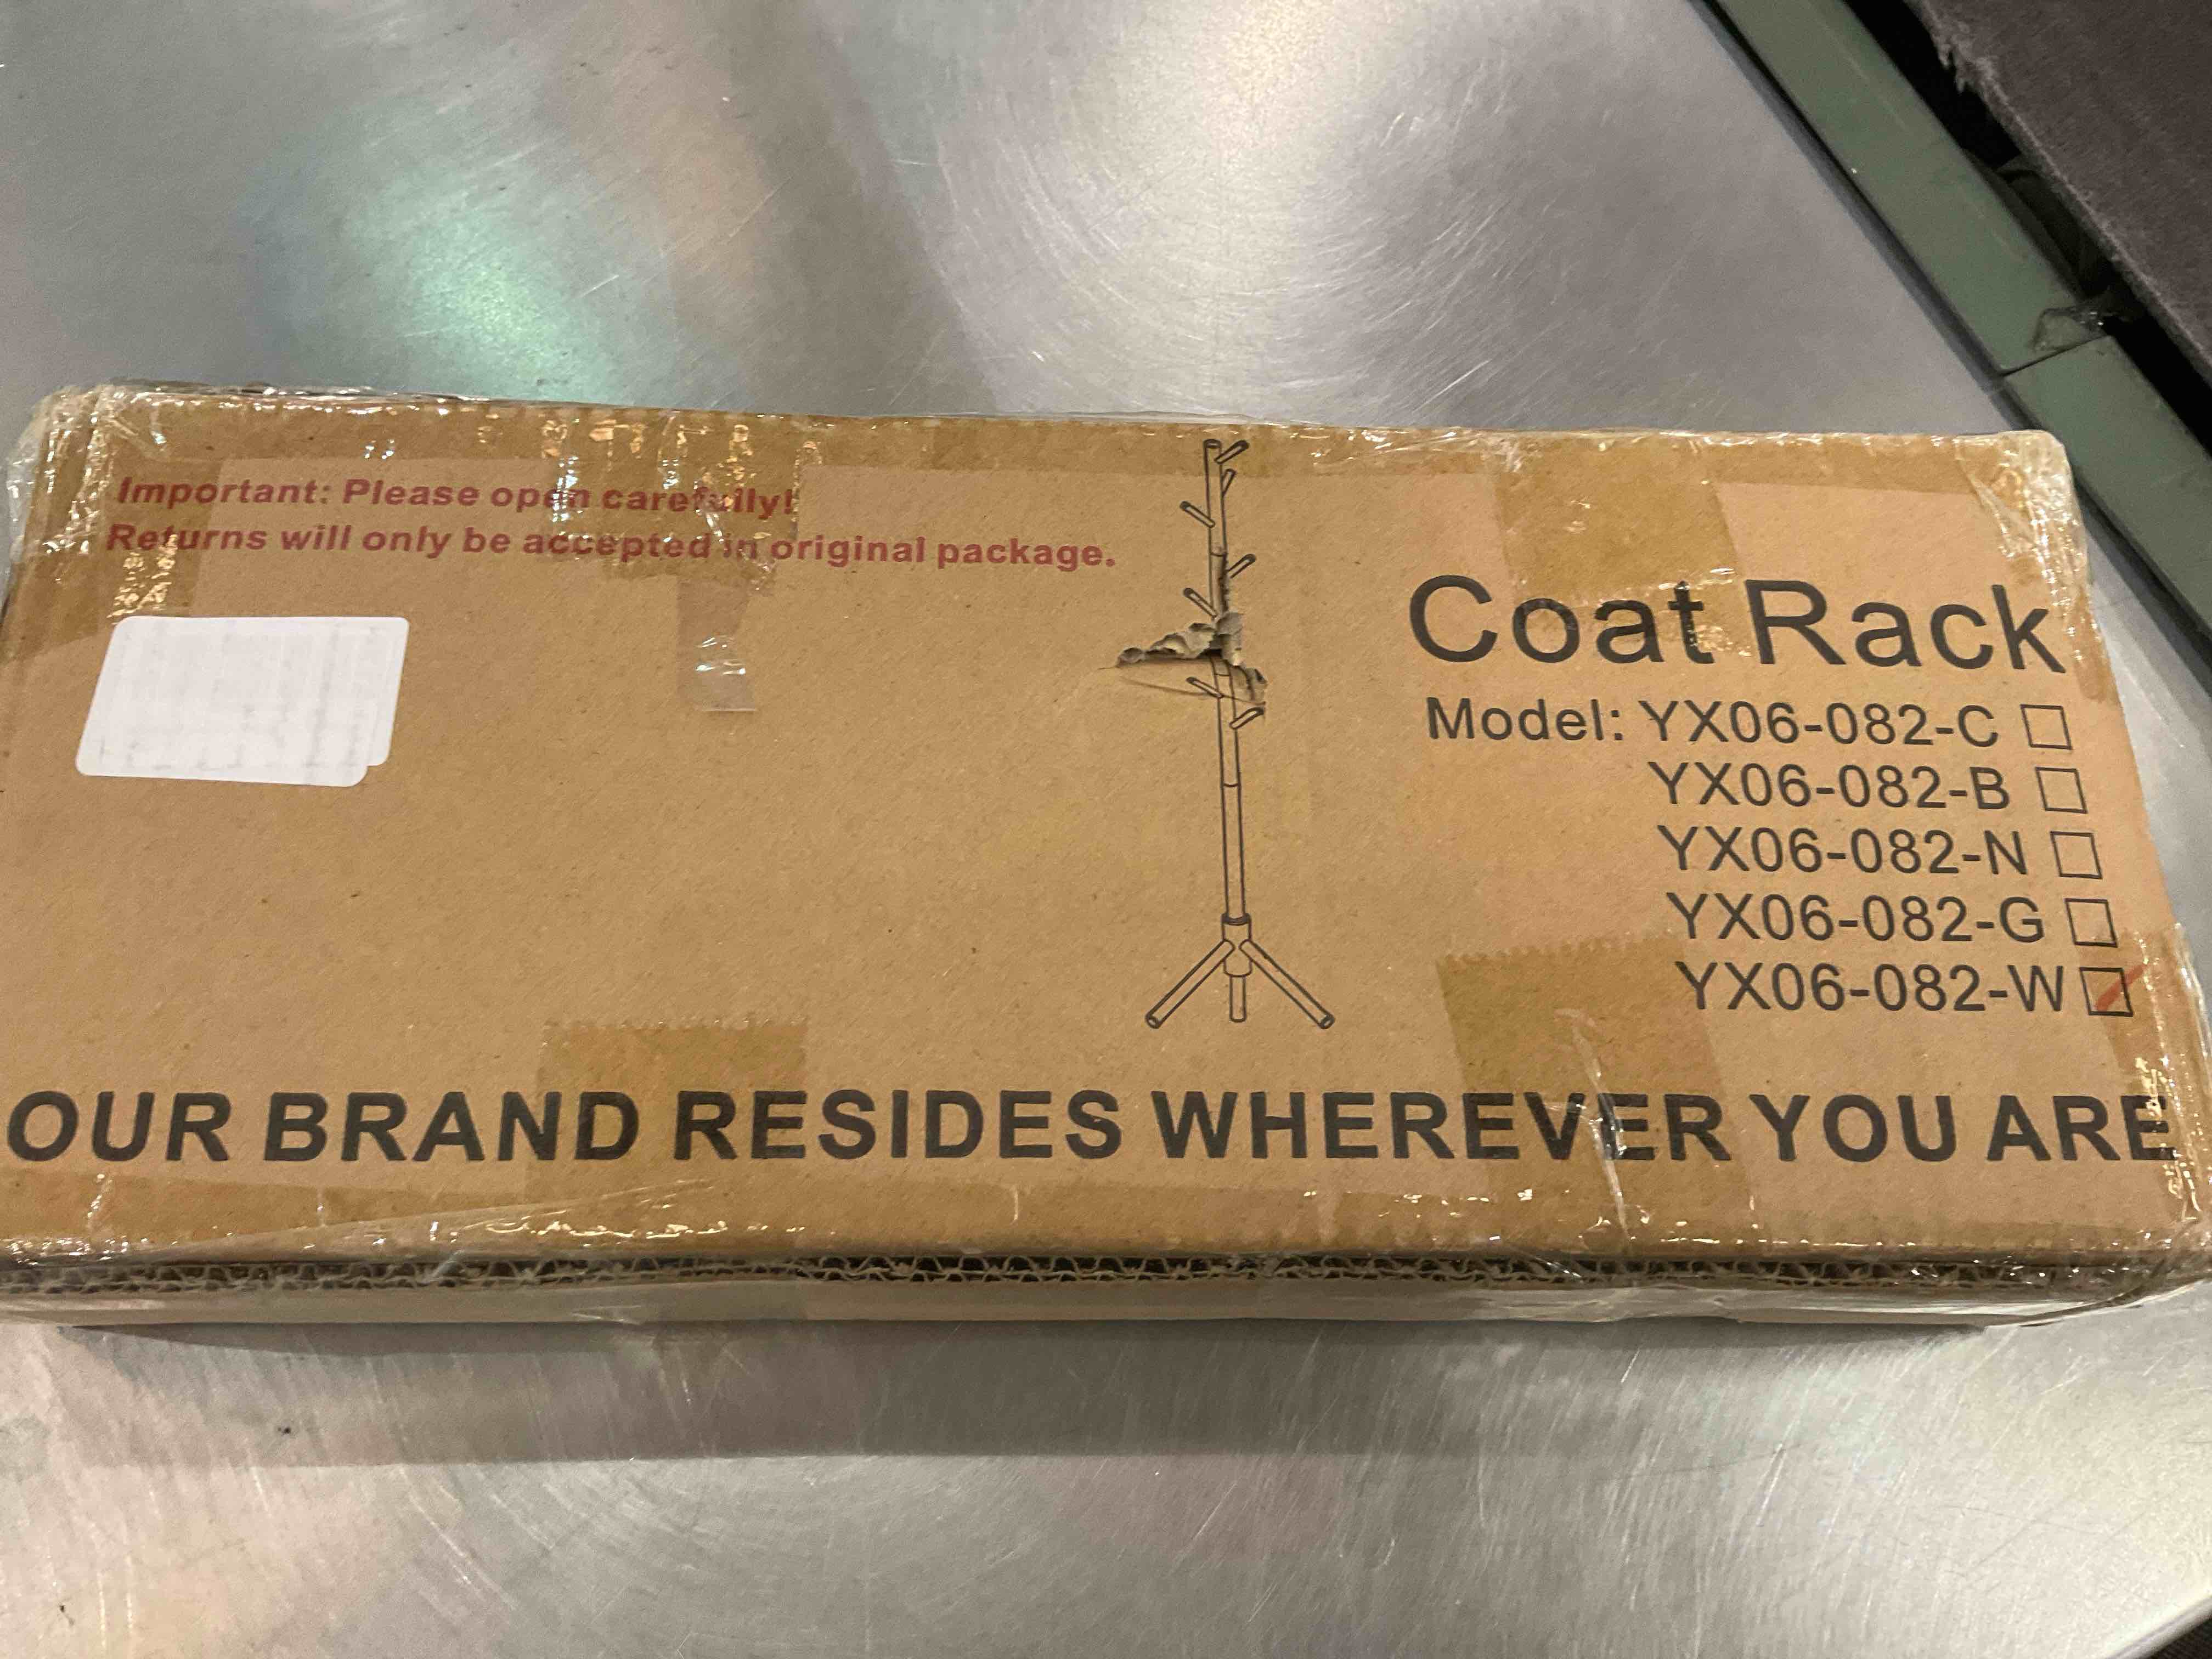 Important: Please open carefully!
Returns will only be accepted in original package.
Coat Rack
Model: YX06-082-C
YX06-082-B
YX06-082-N
YX06-082-G
YX06-082-W
OUR BRAND RESIDES WHEREVER YOU ARE